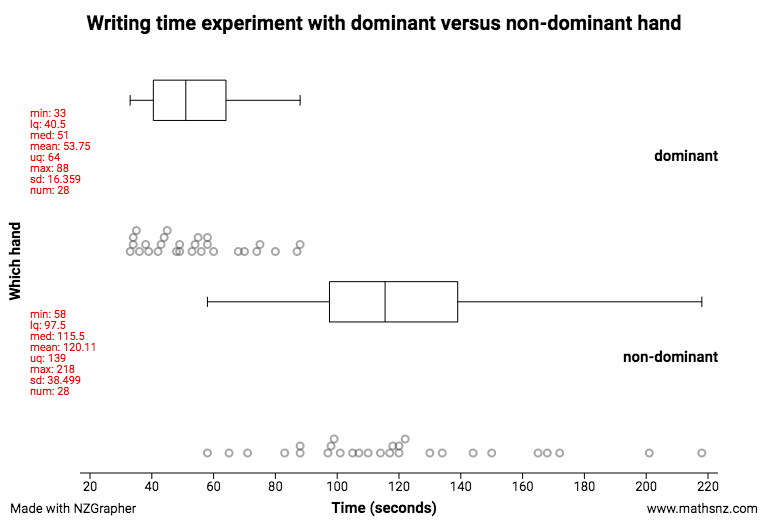 Writing time experiment with dominant versus non-dominant hand
min: 33
lq: 40.5
med: 51
mean: 53.75
uq: 64
max: 88
sd: 16.359
num: 28
dominant
Which hand
min: 58
lq: 97.5
med: 115.5
mean: 120.11
uq: 139
max: 218
sd: 38.499
num: 28
non-dominant
20 40 60 80 100 120 140 160 180 200 220
Made with NZGrapher
Time (seconds)
www.mathsnz.com